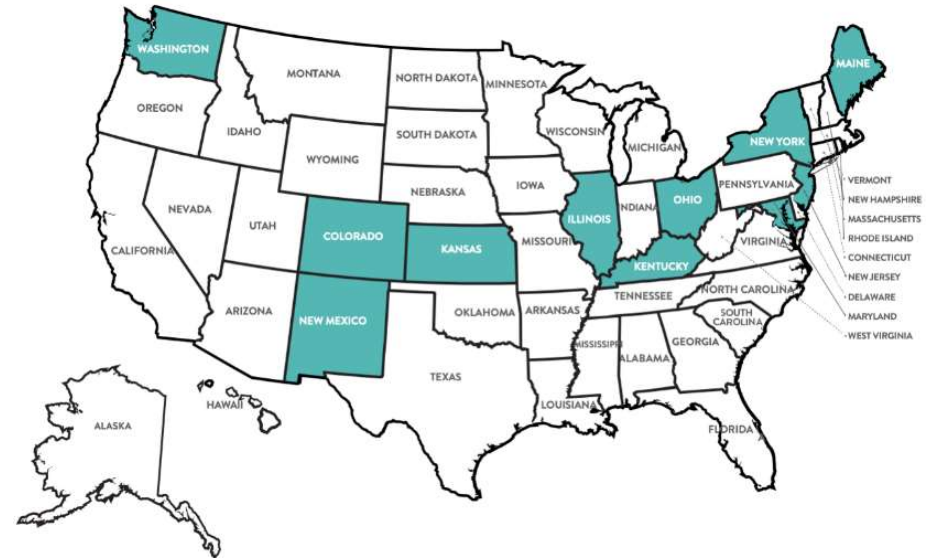 WASHINGTON
MAINE
MONTANA
NORTH DAKOTA
MINNESOTA
OREGON
IDAHO
SOUTH DAKOTA
WISCONSIN
MICHIGAN
NEW YORK
WYOMING
NEBRASKA
IOWA
PENNSYLVANIA
VERMONT
NEVADA
UTAH
COLORADO
KANSAS
ILLINOIS
INDIANA
OHIO
NEW HAMPSHIRE
MASSACHUSETTS
RHODE ISLAND
CALIFORNIA
MISSOURI
KENTUCKY
VIRGINIA
CONNECTICUT
NEW JERSEY
DELAWARE
MARYLAND
WEST VIRGINIA
ARIZONA
NEW MEXICO
OKLAHOMA
ARKANSAS
TENNESSEE
NORTH CAROLINA
SOUTH
CAROLINA
MISSISSIPPI
ALABAMA
GEORGIA
TEXAS
LOUISIANA
FLORIDA
HAWAII
ALASKA